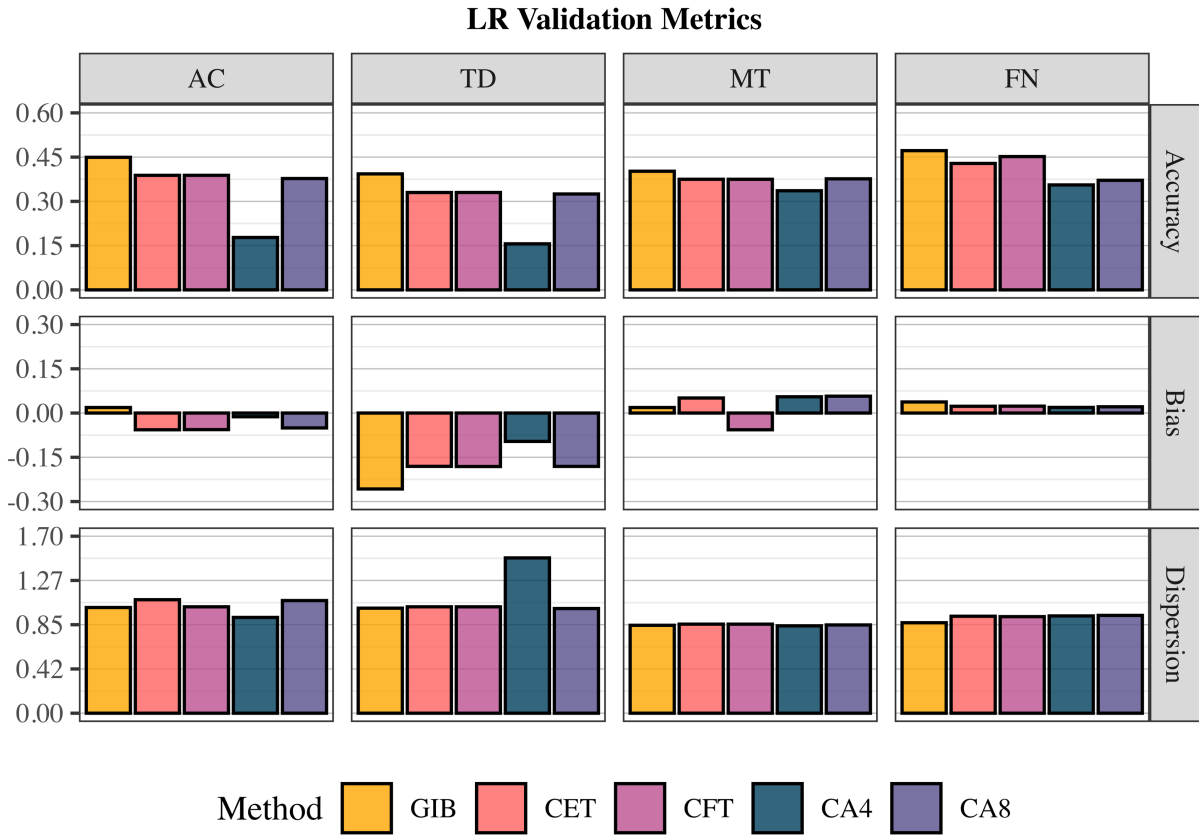 LR Validation Metrics
AC TD MT FN
0.60
0.45
0.30
0.15
0.00
Accuracy
0.30
0.15
0.00
-0.15
-0.30
Bias
1.70
1.27
0.85
0.42
0.00
Dispersion
Method GIB CET CFT CA4 CA8